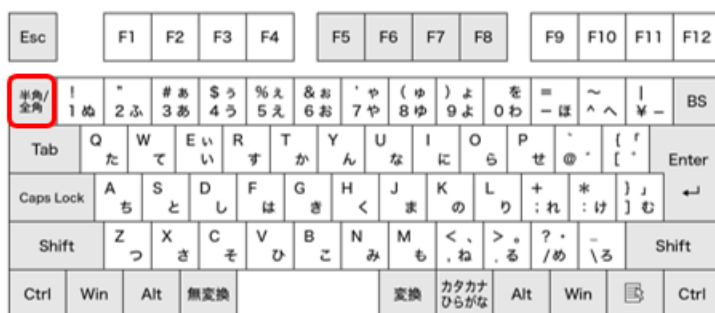 Esc F1 F2 F3 F4 F5 F6 F7 F8 F9 F10 F11 F12
半角/全角 ! 1 ぬ " 2 ふ # ぁ 3 あ $ ぅ 4 う % ぇ 5 え & ぉ 6 お ' ゃ 7 や ( ゅ 8 ゆ ) ょ 9 よ を 0 わ = - ほ ~ ^ へ | ¥ ー BS
Tab Q た W て E ぃ い R す T か Y ん U な I に O ら P せ ` @ ゛ { 「 [ ゜ Enter
Caps Lock A ち S と D し F は G き H く J ま K の L り + ; れ * : け } 」 ] む ↵
Shift Z つ X さ C そ V ひ B こ N み M も < 、 , ね > 。 . る ? ・ / め _ \ ろ Shift
Ctrl Win Alt 無変換 変換 カタカナ ひらがな Alt Win Ctrl